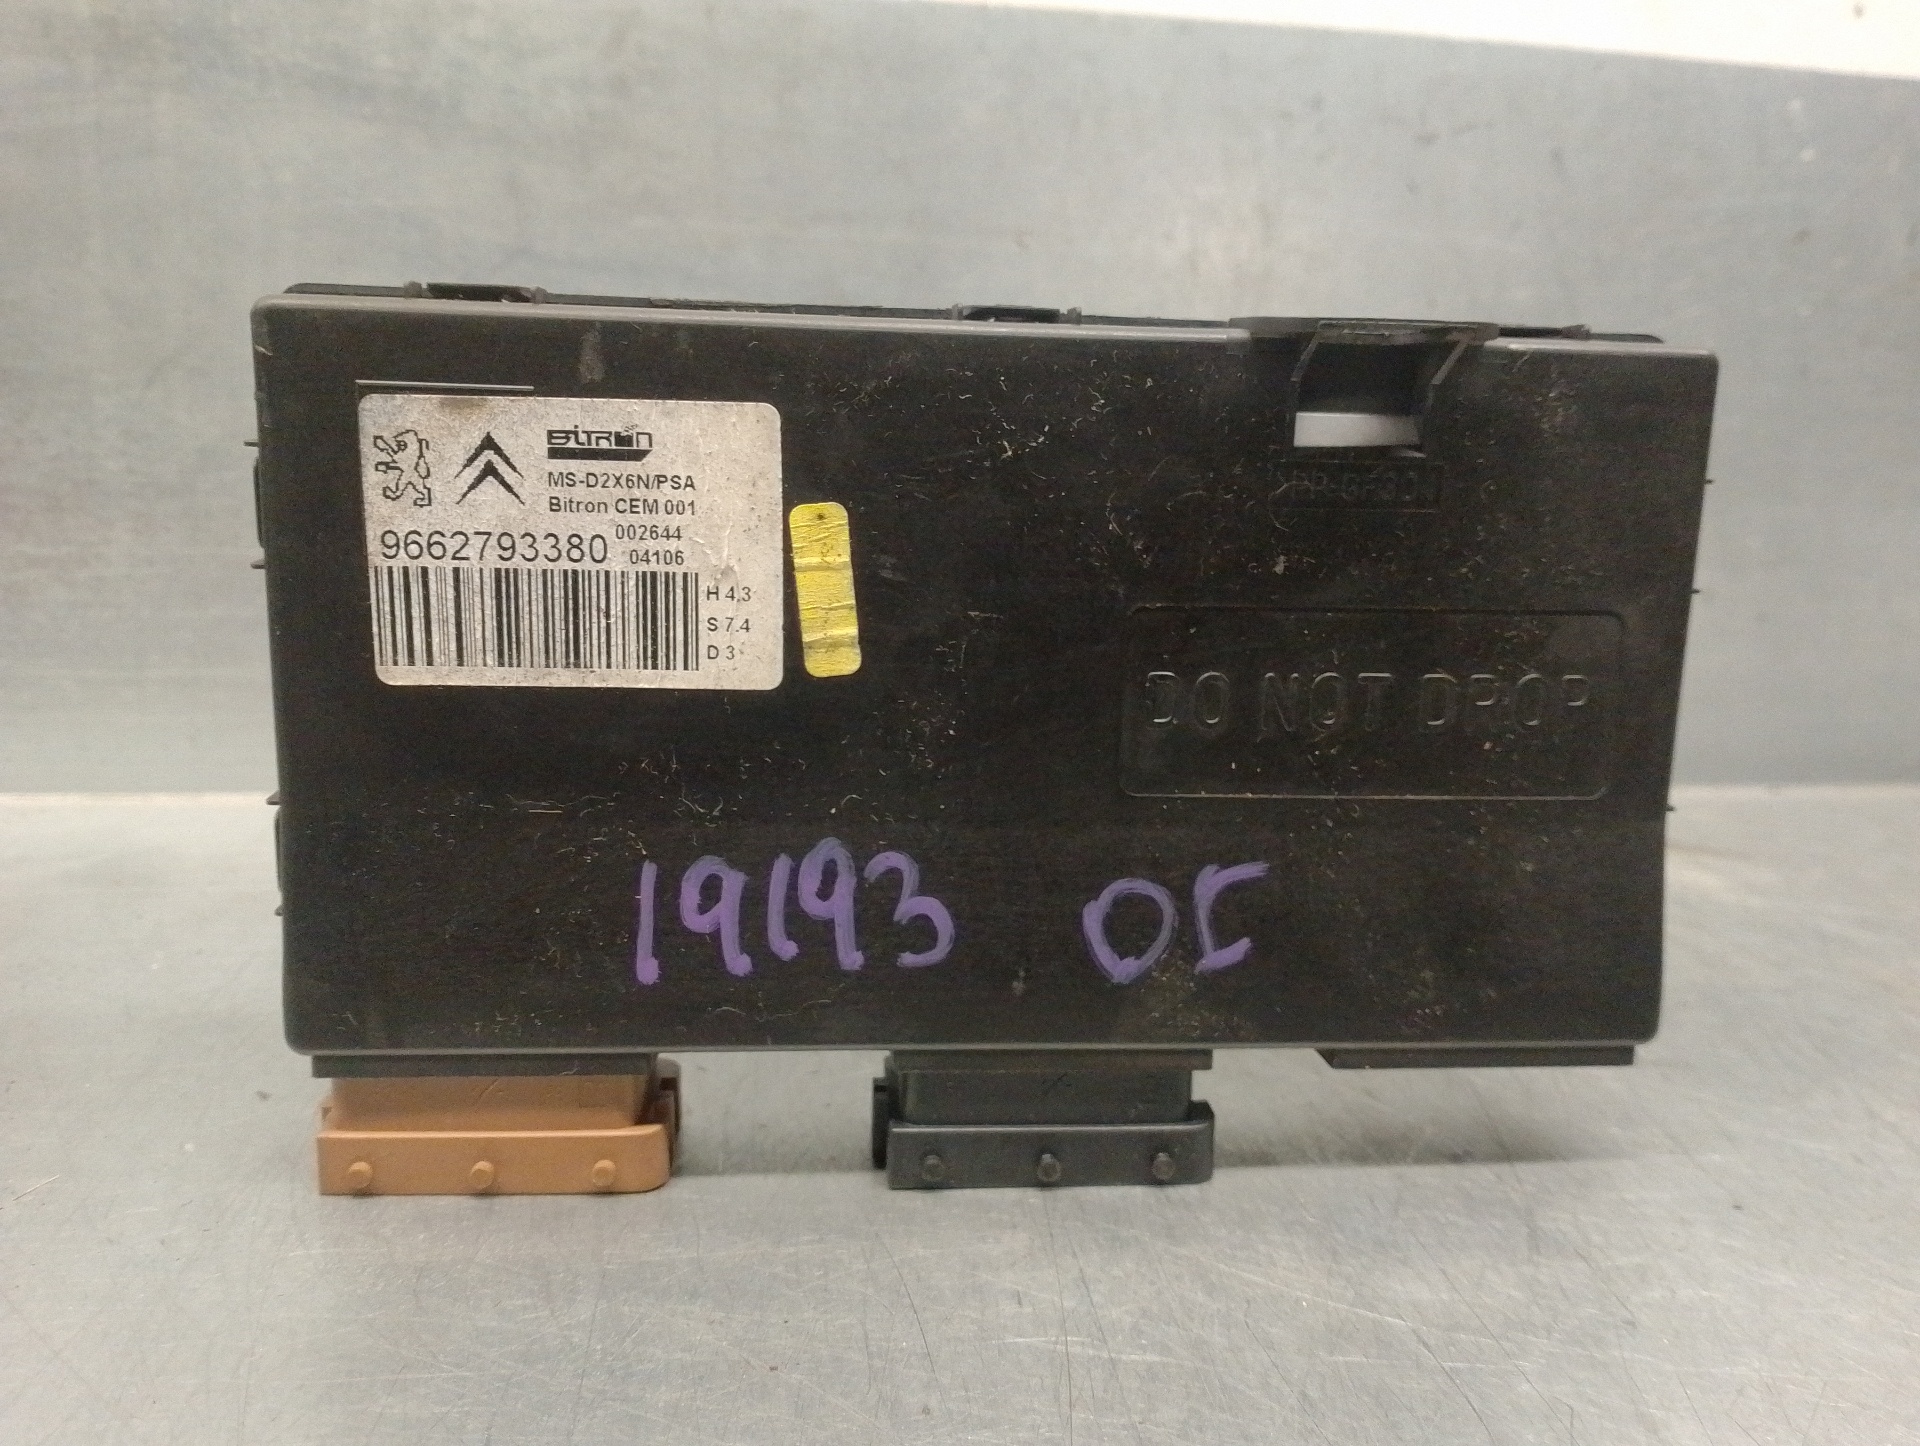 BiTRON
MS-D2X6N/PSA
Bitron CEM 001
002644
9662793380
04106
H 4.3
S 7.4
D 3
DO NOT DROP
19193 05